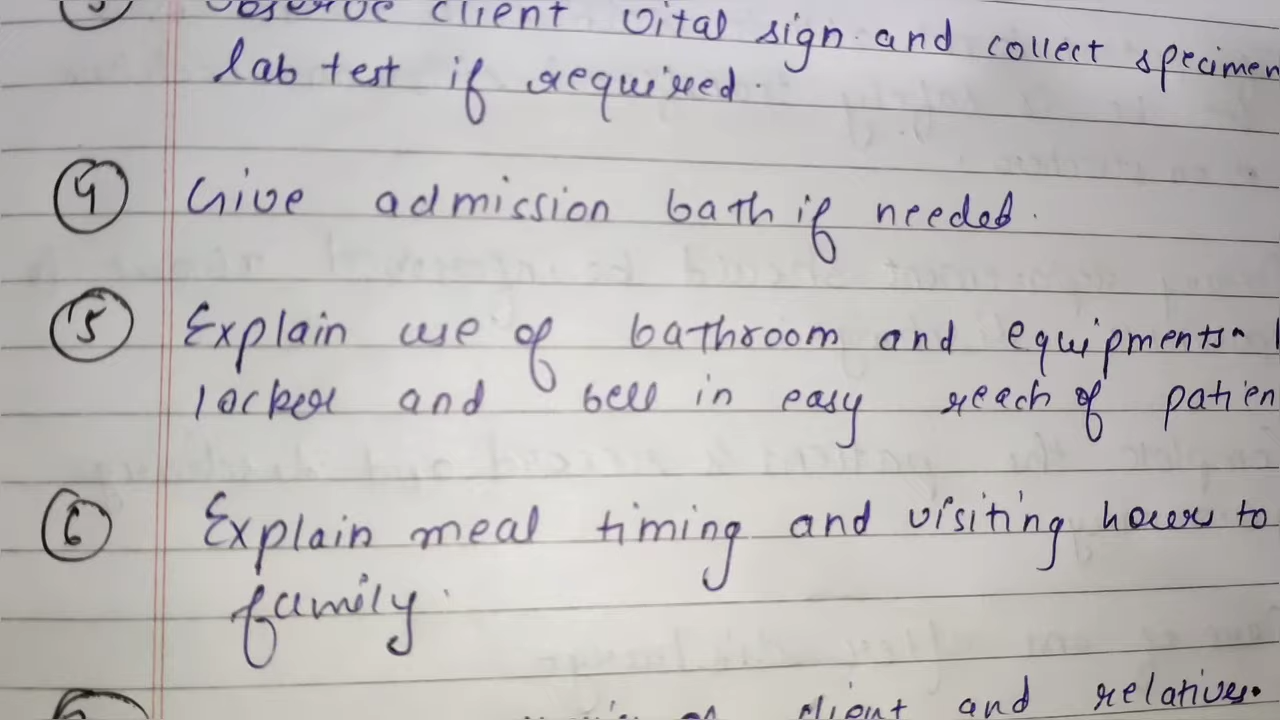 ③ Observe client vital sign and collect specimen
lab test if required.
④ Give admission bath if needed.
⑤ Explain use of bathroom and equipments
locker and bell in easy reach of patien
⑥ Explain meal timing and visiting hours to
family.
client and relatives.